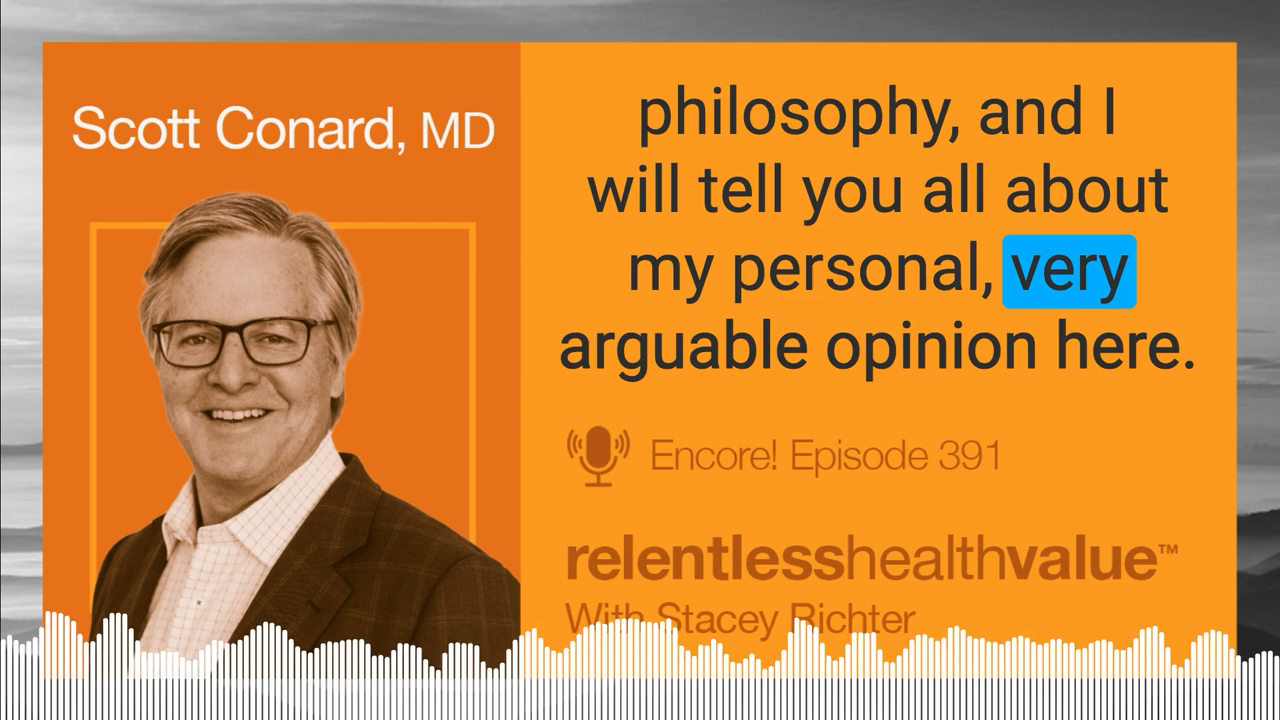 Scott Conard, MD
philosophy, and I
will tell you all about
my personal, very
arguable opinion here.
Encore! Episode 391
relentlesshealthvalue™
With Stacey Richter